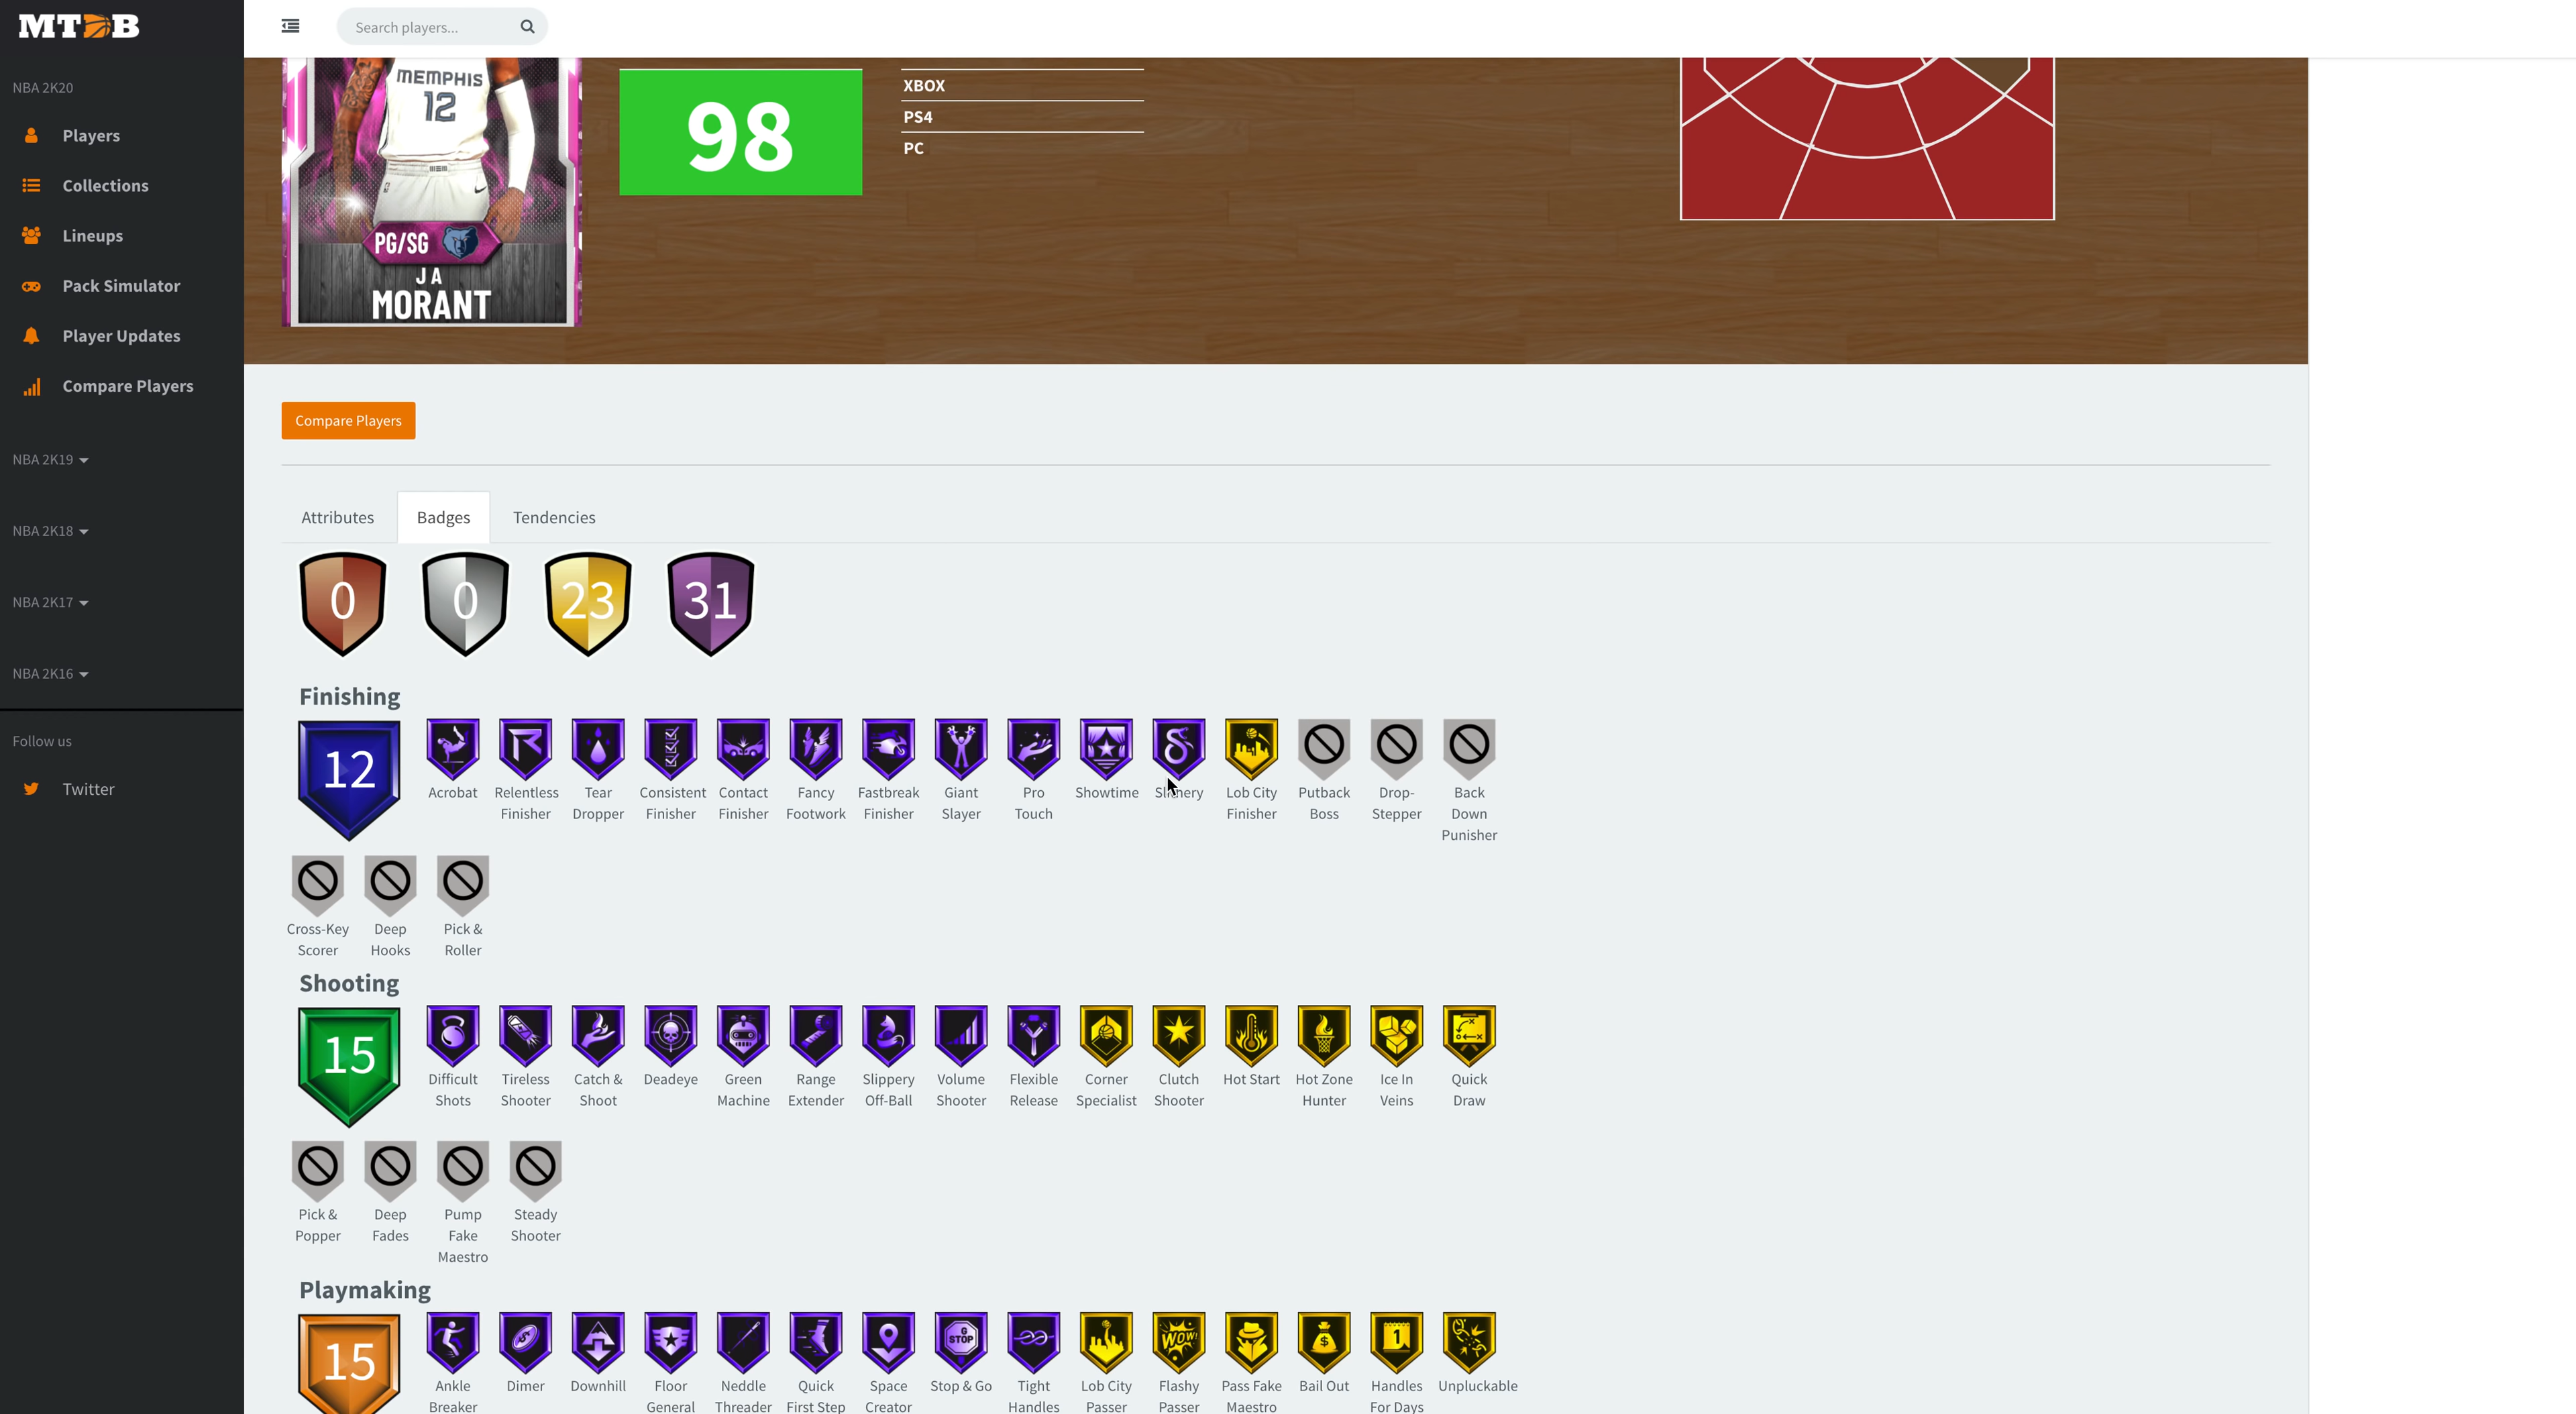 MTDB
Search players...
NBA 2K20
Players
Collections
Lineups
Pack Simulator
Player Updates
Compare Players
NBA 2K19
NBA 2K18
NBA 2K17
NBA 2K16
Follow us
Twitter
MEMPHIS
12
PG/SG
JA
MORANT
98
XBOX
PS4
PC
Compare Players
Attributes Badges Tendencies
0 0 23 31
Finishing
12
Acrobat Relentless Finisher Tear Dropper Consistent Finisher Contact Finisher Fancy Footwork Fastbreak Finisher Giant Slayer Pro Touch Showtime Lob City Finisher Putback Boss Drop-Stepper Back Down Punisher
Cross-Key Scorer Deep Hooks Pick & Roller
Shooting
15
Difficult Shots Tireless Shooter Catch & Shoot Deadeye Green Machine Range Extender Slippery Off-Ball Volume Shooter Flexible Release Corner Specialist Clutch Shooter Hot Start Hot Zone Hunter Ice In Veins Quick Draw
Pick & Popper Deep Fades Pump Fake Maestro Steady Shooter
Playmaking
15
G STOP WOW! $ 1
Ankle Breaker Dimer Downhill Floor General Neddle Threader Quick First Step Space Creator Stop & Go Tight Handles Lob City Passer Flashy Passer Pass Fake Maestro Bail Out Handles For Days Unpluckable